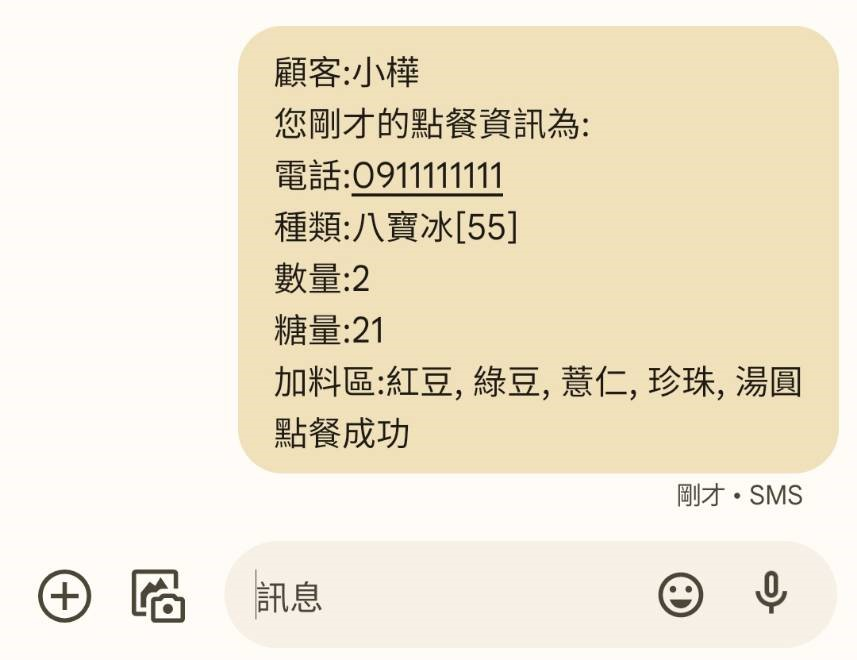 顧客:小樺
您剛才的點餐資訊為:
電話:0911111111
種類:八寶冰[55]
數量:2
糖量:21
加料區:紅豆, 綠豆, 薏仁, 珍珠, 湯圓
點餐成功
剛才 • SMS
訊息